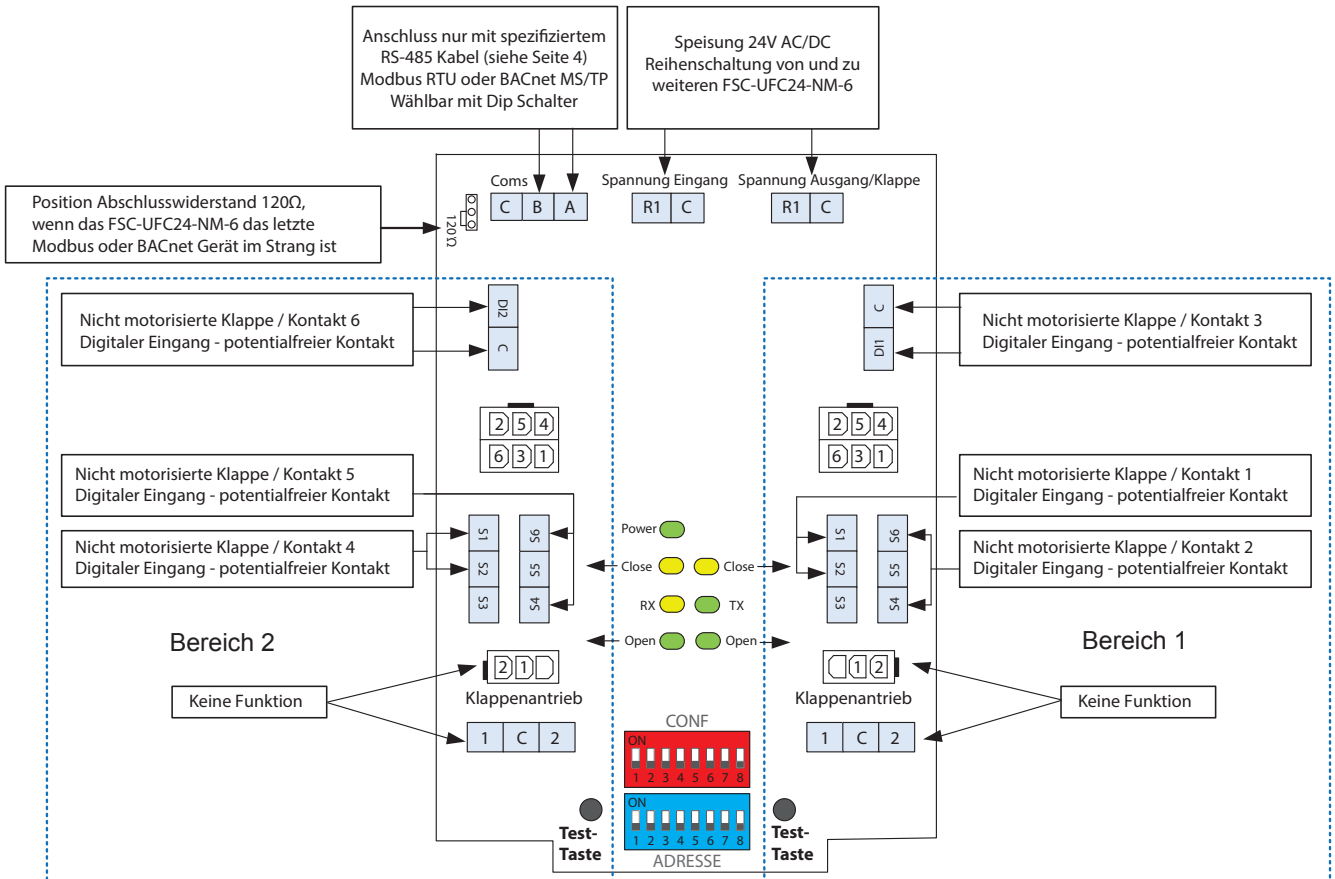 Anschluss nur mit spezifiziertem
RS-485 Kabel (siehe Seite 4)
Modbus RTU oder BACnet MS/TP
Wählbar mit Dip Schalter
Speisung 24V AC/DC
Reihenschaltung von und zu
weiteren FSC-UFC24-NM-6
Position Abschlusswiderstand 120Ω,
wenn das FSC-UFC24-NM-6 das letzte
Modbus oder BACnet Gerät im Strang ist
120 Ω
Coms
C B A
Spannung Eingang
R1 C
Spannung Ausgang/Klappe
R1 C
Nicht motorisierte Klappe / Kontakt 6
Digitaler Eingang - potentialfreier Kontakt
DI2
C
C
DI1
Nicht motorisierte Klappe / Kontakt 3
Digitaler Eingang - potentialfreier Kontakt
2 5 4
6 3 1
2 5 4
6 3 1
Nicht motorisierte Klappe / Kontakt 5
Digitaler Eingang - potentialfreier Kontakt
Nicht motorisierte Klappe / Kontakt 4
Digitaler Eingang - potentialfreier Kontakt
S1 S6
S2 S5
S3 S4
Power
Close Close
RX TX
Open Open
S1 S6
S2 S5
S3 S4
Nicht motorisierte Klappe / Kontakt 1
Digitaler Eingang - potentialfreier Kontakt
Nicht motorisierte Klappe / Kontakt 2
Digitaler Eingang - potentialfreier Kontakt
Bereich 2
Bereich 1
Keine Funktion
2 1
Klappenantrieb
1 C 2
1 2
Klappenantrieb
1 C 2
Keine Funktion
CONF
ON
1 2 3 4 5 6 7 8
ON
1 2 3 4 5 6 7 8
ADRESSE
Test-
Taste
Test-
Taste